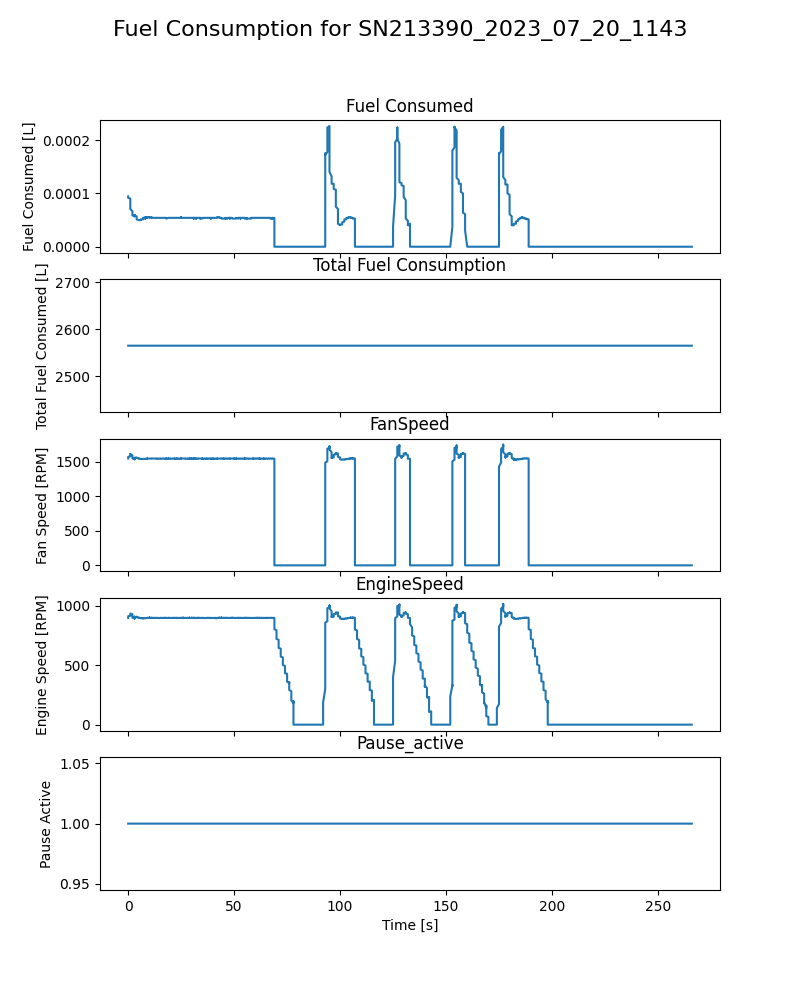 Fuel Consumption for SN213390_2023_07_20_1143
Fuel Consumed
Fuel Consumed [L]
0.0002
0.0001
0.0000
Total Fuel Consumption
Total Fuel Consumed [L]
2700
2600
2500
FanSpeed
Fan Speed [RPM]
1500
1000
500
0
EngineSpeed
Engine Speed [RPM]
1000
500
0
Pause_active
Pause Active
1.05
1.00
0.95
0 50 100 150 200 250
Time [s]